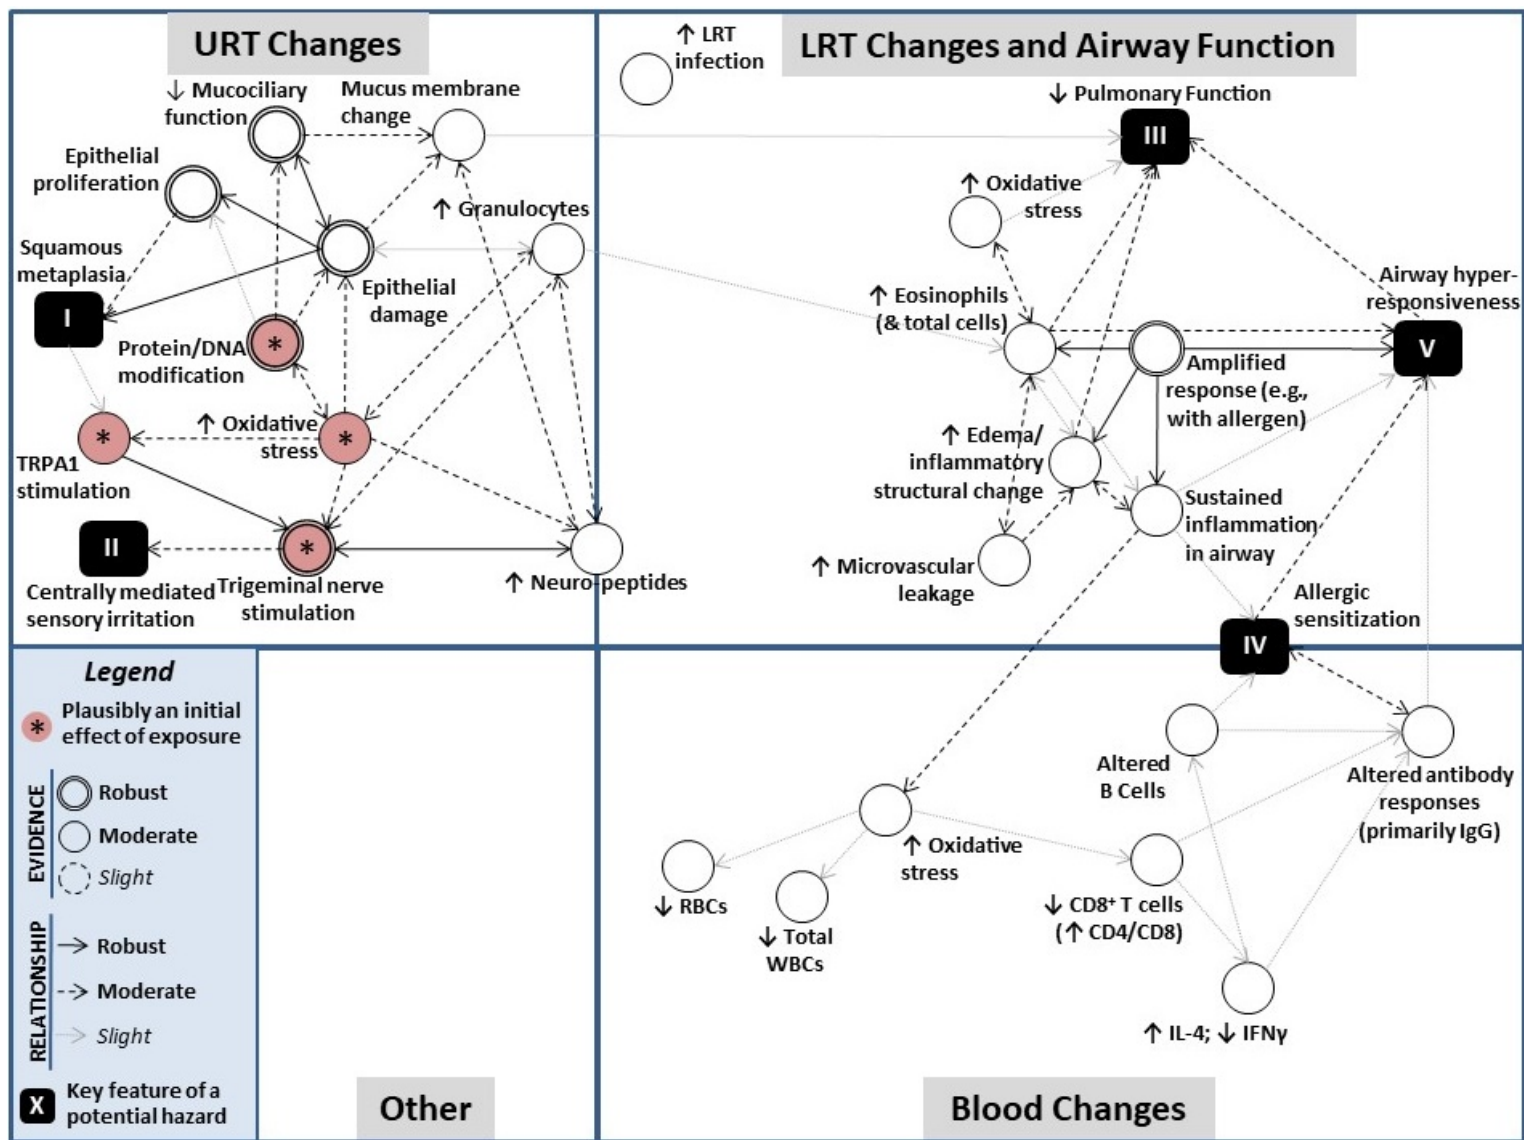 URT Changes
↓ Mucociliary
function
Mucus membrane
change
Epithelial
proliferation
↑ Granulocytes
Squamous
metaplasia
I
Epithelial
damage
*
Protein/DNA
modification
*
↑ Oxidative
stress
*
TRPA1
stimulation
II
*
Centrally mediated
sensory irritation
Trigeminal nerve
stimulation
↑ Neuro-peptides
LRT Changes and Airway Function
↑ LRT
infection
↓ Pulmonary Function
III
↑ Oxidative
stress
Airway hyper-
responsiveness
↑ Eosinophils
(& total cells)
V
Amplified
response (e.g.,
with allergen)
↑ Edema/
inflammatory
structural change
Sustained
inflammation
in airway
↑ Microvascular
leakage
Allergic
sensitization
IV
Legend
*
Plausibly an initial
effect of exposure
EVIDENCE
Robust
Moderate
Slight
RELATIONSHIP
Robust
Moderate
Slight
X
Key feature of a
potential hazard
Other
Altered
B Cells
Altered antibody
responses
(primarily IgG)
↑ Oxidative
stress
↓ RBCs
↓ Total
WBCs
↓ CD8⁺ T cells
(↑ CD4/CD8)
↑ IL-4; ↓ IFNγ
Blood Changes